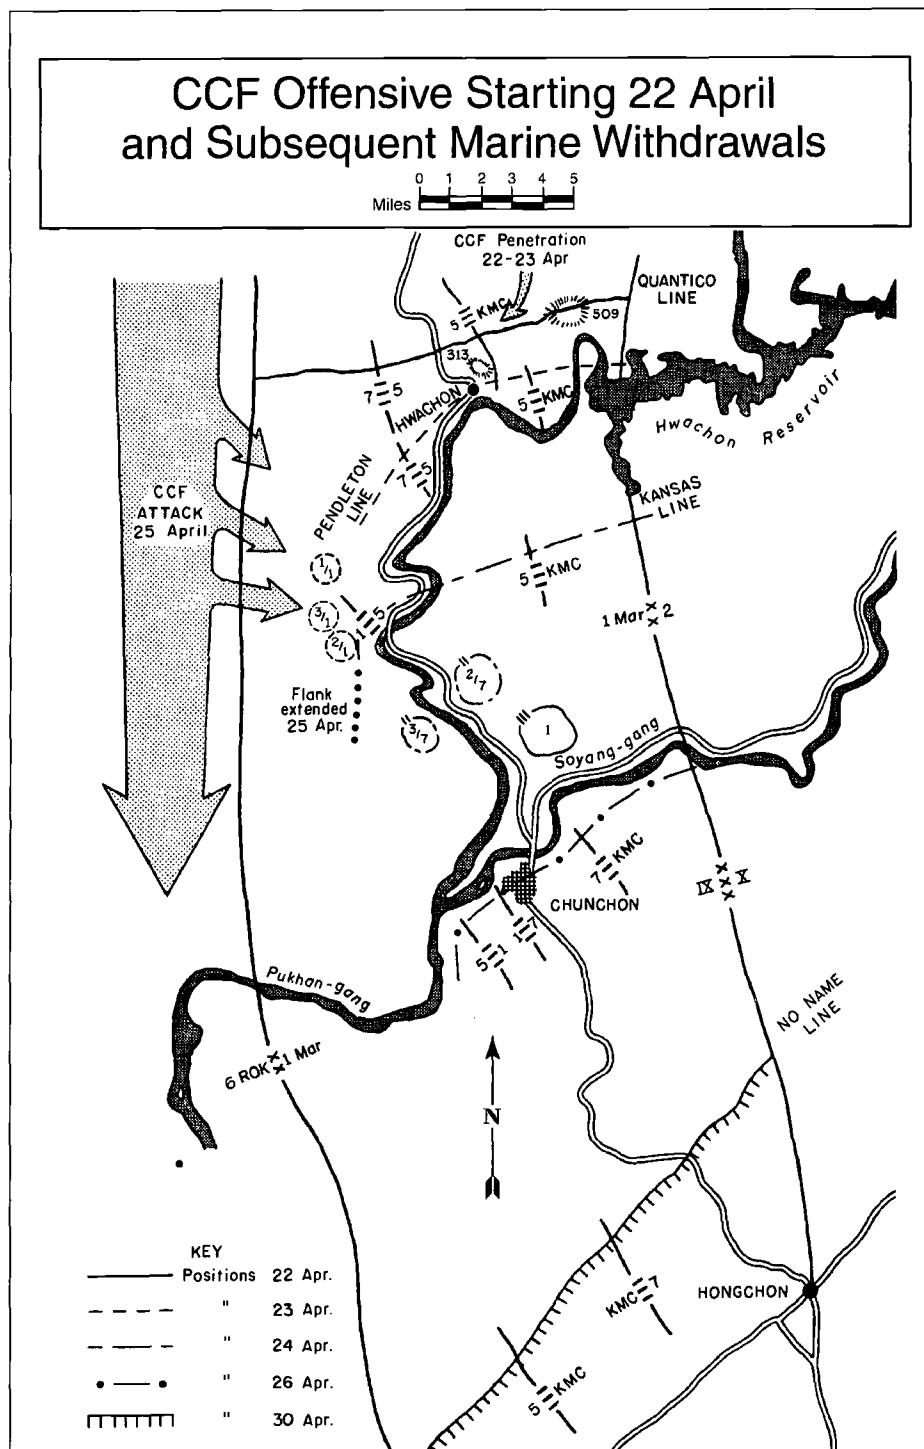 CCF Offensive Starting 22 April
and Subsequent Marine Withdrawals
0 1 2 3 4 5
Miles
CCF Penetration
22-23 Apr
QUANTICO
LINE
5 KMC
509
313
7 5
HWACHON
5 KMC
Hwachon Reservoir
7 5
PENDLETON
LINE
KANSAS
LINE
CCF
ATTACK
25 April
1/1
5 KMC
3/1
1 5
1 Mar 2
2/1
2/7
Flank
extended
25 Apr.
3/7
1
Soyang-gang
7 KMC
IX X
CHUNCHON
1 7
5 1
Pukhan-gang
NO NAME
LINE
6 ROK 1 Mar
N
KEY
Positions 22 Apr.
" 23 Apr.
" 24 Apr.
" 26 Apr.
" 30 Apr.
HONGCHON
KMC 7
5 KMC